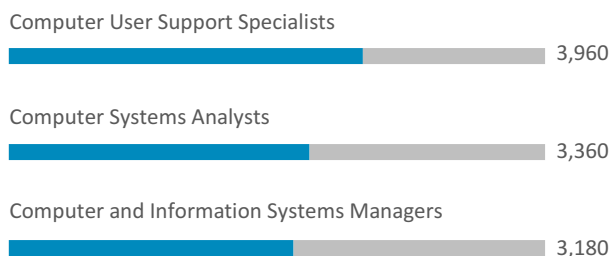 Computer User Support Specialists
3,960
Computer Systems Analysts
3,360
Computer and Information Systems Managers
3,180